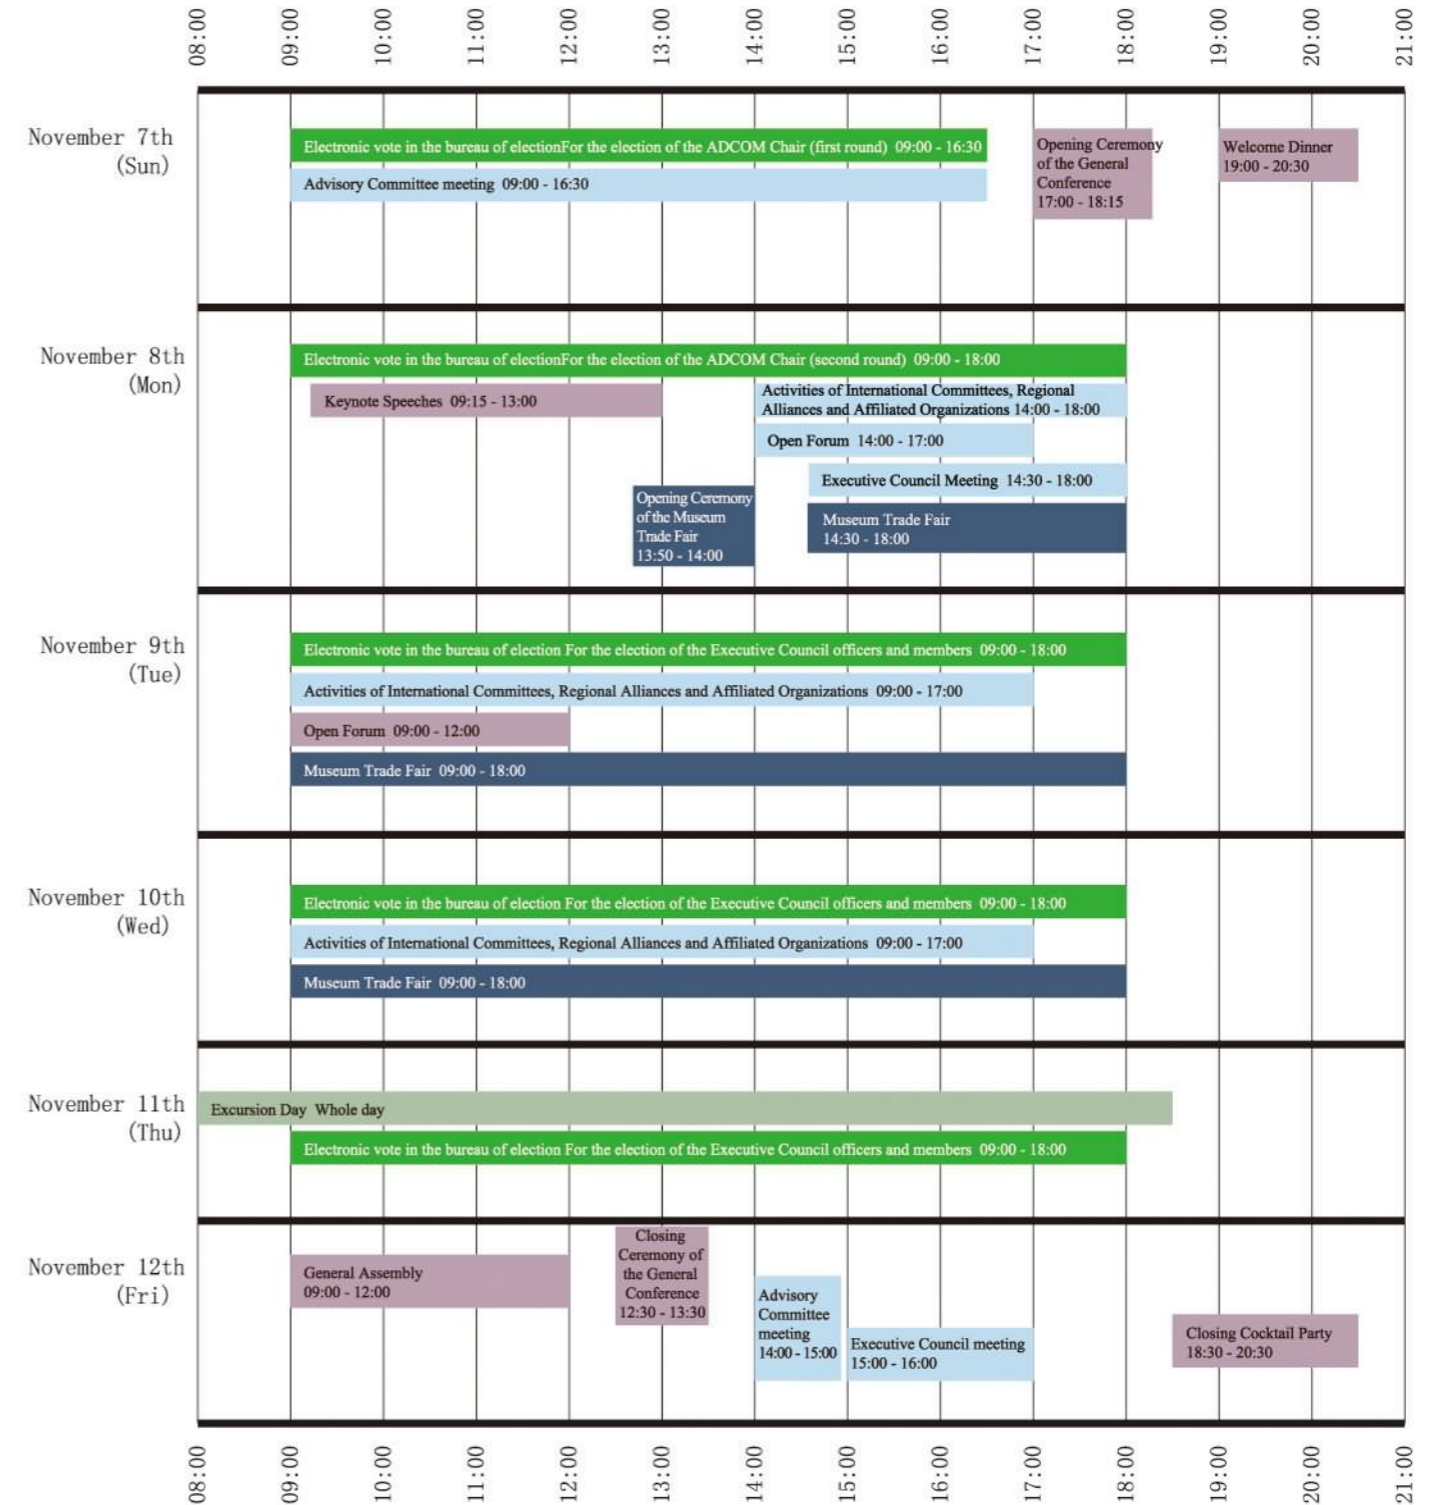 08:00 09:00 10:00 11:00 12:00 13:00 14:00 15:00 16:00 17:00 18:00 19:00 20:00 21:00
November 7th
(Sun)
Electronic vote in the bureau of electionFor the election of the ADCOM Chair (first round) 09:00 - 16:30
Advisory Committee meeting 09:00 - 16:30
Opening Ceremony
of the General
Conference
17:00 - 18:15
Welcome Dinner
19:00 - 20:30
November 8th
(Mon)
Electronic vote in the bureau of electionFor the election of the ADCOM Chair (second round) 09:00 - 18:00
Keynote Speeches 09:15 - 13:00
Activities of International Committees, Regional
Alliances and Affiliated Organizations 14:00 - 18:00
Open Forum 14:00 - 17:00
Executive Council Meeting 14:30 - 18:00
Opening Ceremony
of the Museum
Trade Fair
13:50 - 14:00
Museum Trade Fair
14:30 - 18:00
November 9th
(Tue)
Electronic vote in the bureau of election For the election of the Executive Council officers and members 09:00 - 18:00
Activities of International Committees, Regional Alliances and Affiliated Organizations 09:00 - 17:00
Open Forum 09:00 - 12:00
Museum Trade Fair 09:00 - 18:00
November 10th
(Wed)
Electronic vote in the bureau of election For the election of the Executive Council officers and members 09:00 - 18:00
Activities of International Committees, Regional Alliances and Affiliated Organizations 09:00 - 17:00
Museum Trade Fair 09:00 - 18:00
November 11th
(Thu)
Excursion Day Whole day
Electronic vote in the bureau of election For the election of the Executive Council officers and members 09:00 - 18:00
November 12th
(Fri)
General Assembly
09:00 - 12:00
Closing
Ceremony of
the General
Conference
12:30 - 13:30
Advisory
Committee
meeting
14:00 - 15:00
Executive Council meeting
15:00 - 16:00
Closing Cocktail Party
18:30 - 20:30
08:00 09:00 10:00 11:00 12:00 13:00 14:00 15:00 16:00 17:00 18:00 19:00 20:00 21:00